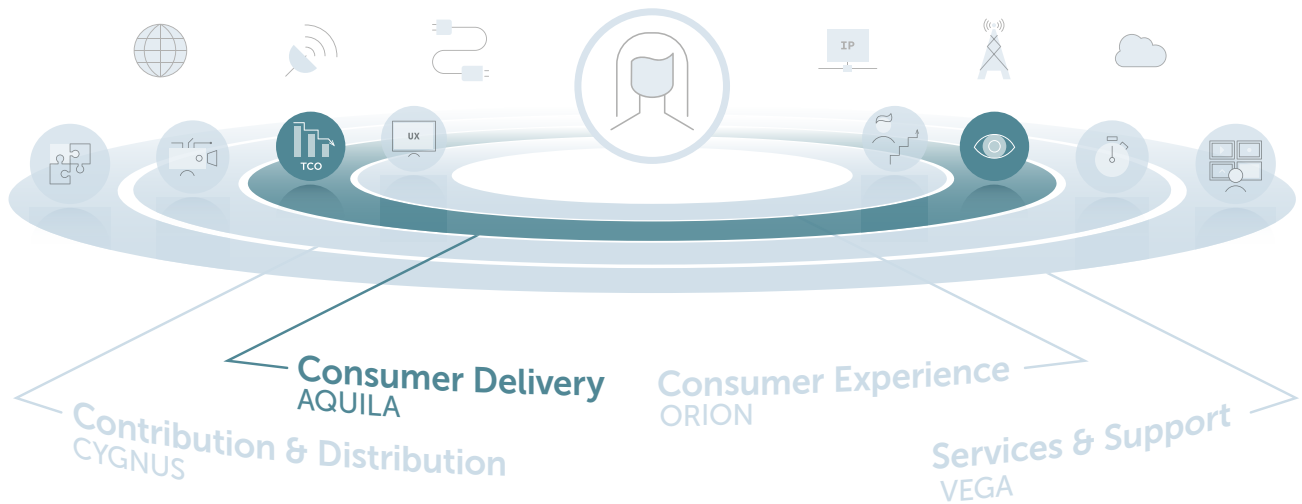 IP
UX
TCO
Consumer Delivery
AQUILA
Consumer Experience
ORION
Contribution & Distribution
CYGNUS
Services & Support
VEGA